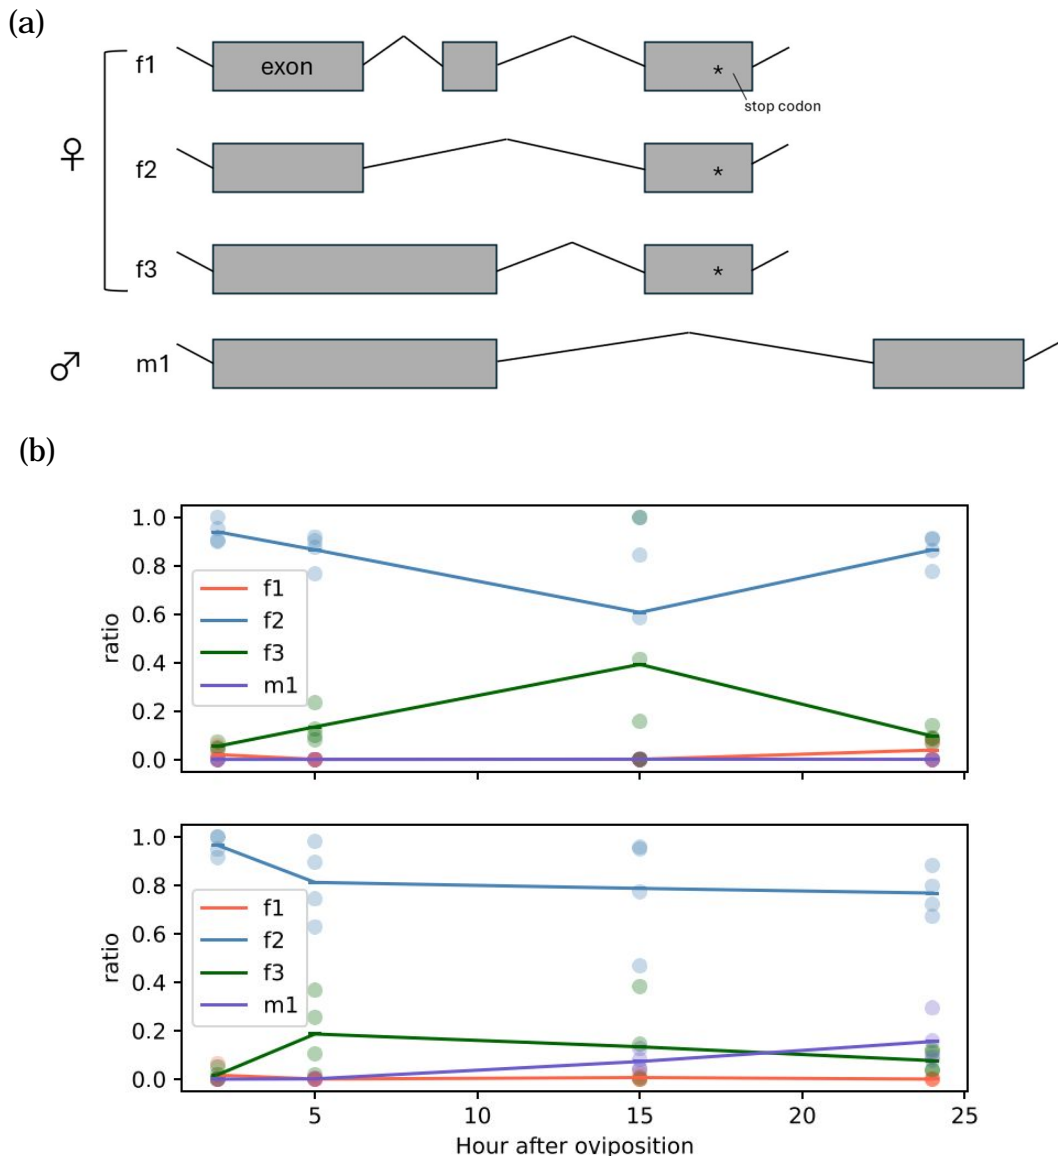 (a)
♀
f1
exon
*
stop codon
f2
*
f3
*
♂
m1
(b)
1.0
0.8
0.6
0.4
0.2
0.0
ratio
f1
f2
f3
m1
1.0
0.8
0.6
0.4
0.2
0.0
ratio
f1
f2
f3
m1
5
10
15
20
25
Hour after oviposition